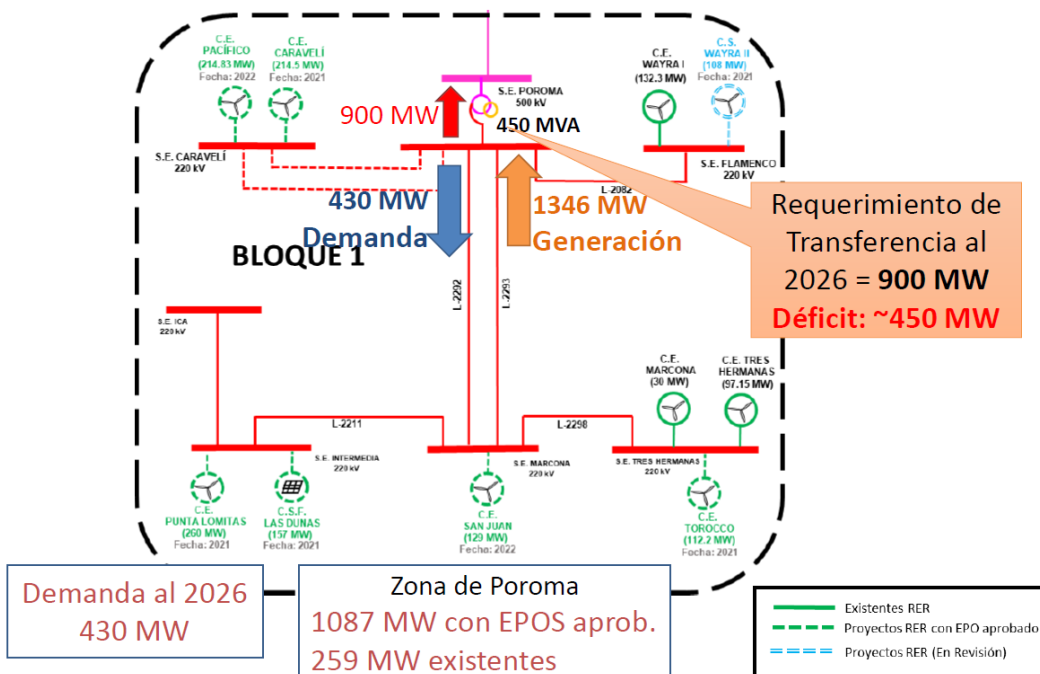 C.E.
PACÍFICO
(214.83 MW)
Fecha: 2022
C.E.
CARAVELÍ
(214.5 MW)
Fecha: 2021
S.E. CARAVELÍ
220 kV
900 MW
S.E. POROMA
500 kV
450 MVA
C.E.
WAYRA I
(132.3 MW)
C.S.
WAYRA II
(108 MW)
Fecha: 2021
S.E. FLAMENCO
220 kV
L-2082
430 MW
Demanda
1346 MW
Generación
BLOQUE 1
Requerimiento de
Transferencia al
2026 = 900 MW
Déficit: ~450 MW
L-2292
L-2293
S.E. ICA
220 kV
C.E.
MARCONA
(30 MW)
C.E. TRES
HERMANAS
(97.15 MW)
L-2211
L-2298
S.E. INTERMEDIA
220 kV
S.E. MARCONA
220 kV
S.E. TRES HERMANAS
220 kV
C.E.
PUNTA LOMITAS
(260 MW)
Fecha: 2021
C.S.F.
LAS DUNAS
(157 MW)
Fecha: 2021
C.E.
SAN JUAN
(129 MW)
Fecha: 2022
C.E.
TOROCCO
(112.2 MW)
Fecha: 2021
Demanda al 2026
430 MW
Zona de Poroma
1087 MW con EPOS aprob.
259 MW existentes
Existentes RER
Proyectos RER con EPO aprobado
Proyectos RER (En Revisión)